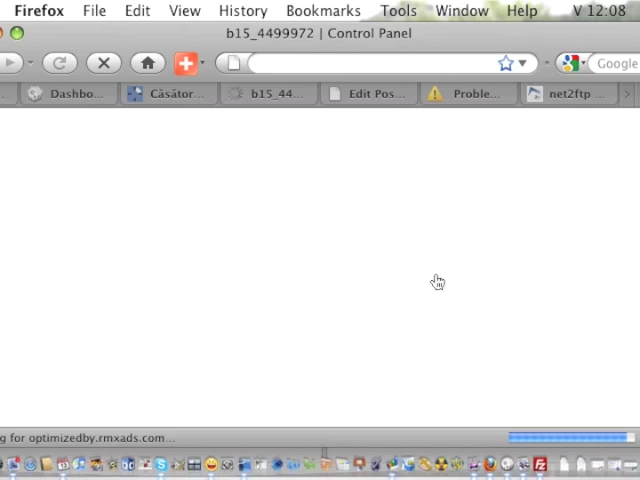 Firefox File Edit View History Bookmarks Tools Window Help V 12:08
b15_4499972 | Control Panel
Google
Dashbo... Căsător... b15_44... Edit Pos... Proble... net2ftp ...
g for optimizedby.rmxads.com...